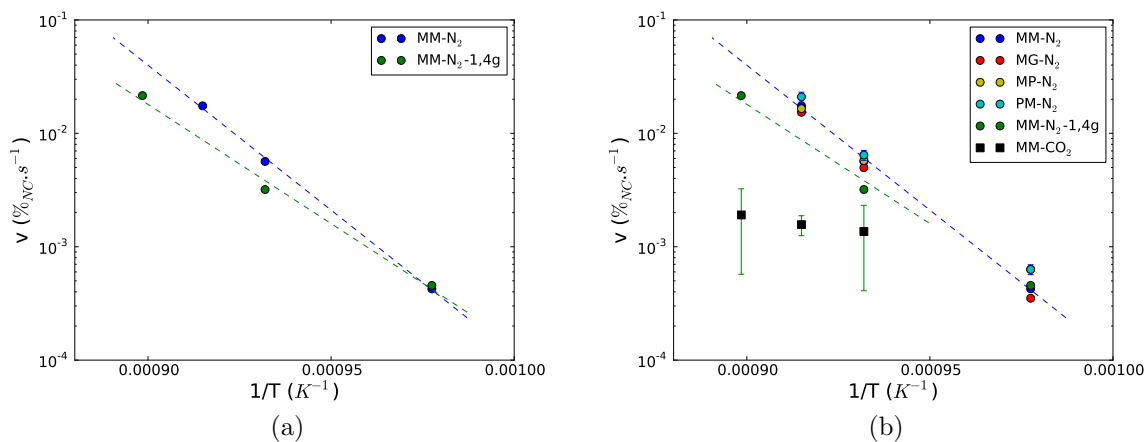 10⁻¹
10⁻²
10⁻³
10⁻⁴
v (%NC.s⁻¹)
MM-N₂
MM-N₂-1,4g
0.00090
0.00095
0.00100
1/T (K⁻¹)
(a)
10⁻¹
10⁻²
10⁻³
10⁻⁴
v (%NC.s⁻¹)
MM-N₂
MG-N₂
MP-N₂
PM-N₂
MM-N₂-1,4g
MM-CO₂
0.00090
0.00095
0.00100
1/T (K⁻¹)
(b)